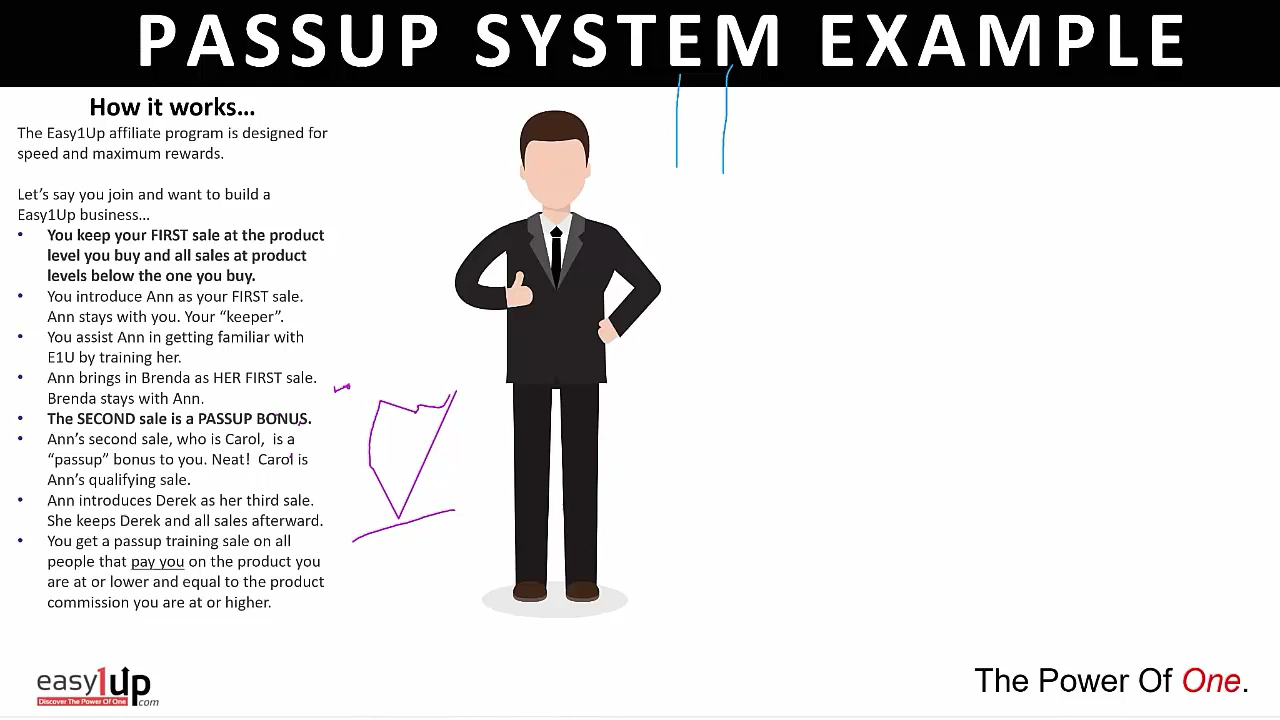 PASSUP SYSTEM EXAMPLE
How it works...
The Easy1Up affiliate program is designed for
speed and maximum rewards.
Let's say you join and want to build a
Easy1Up business...
• You keep your FIRST sale at the product
level you buy and all sales at product
levels below the one you buy.
• You introduce Ann as your FIRST sale.
Ann stays with you. Your “keeper”.
• You assist Ann in getting familiar with
E1U by training her.
• Ann brings in Brenda as HER FIRST sale.
Brenda stays with Ann.
• The SECOND sale is a PASSUP BONUS.
• Ann's second sale, who is Carol,  is a
“passup” bonus to you. Neat!  Carol is
Ann's qualifying sale.
• Ann introduces Derek as her third sale.
She keeps Derek and all sales afterward.
• You get a passup training sale on all
people that pay you on the product you
are at or lower and equal to the product
commission you are at or higher.
easy1up
Discover The Power Of One .com
The Power Of One.